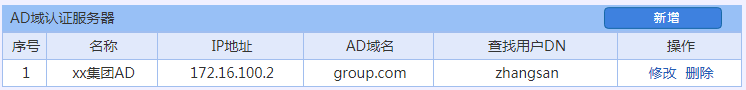 AD域认证服务器 新增
序号 名称 IP地址 AD域名 查找用户DN 操作
1 xx集团AD 172.16.100.2 group.com zhangsan 修改 删除